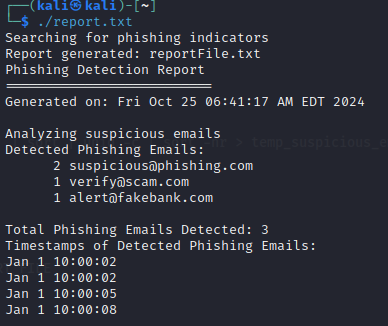 ┌──(kali㉿kali)-[~]
└─$ ./report.txt
Searching for phishing indicators
Report generated: reportFile.txt
Phishing Detection Report
==========================
Generated on: Fri Oct 25 06:41:17 AM EDT 2024
Analyzing suspicious emails
Detected Phishing Emails:
2 suspicious@phishing.com
1 verify@scam.com
1 alert@fakebank.com
Total Phishing Emails Detected: 3
Timestamps of Detected Phishing Emails:
Jan 1 10:00:02
Jan 1 10:00:02
Jan 1 10:00:05
Jan 1 10:00:08